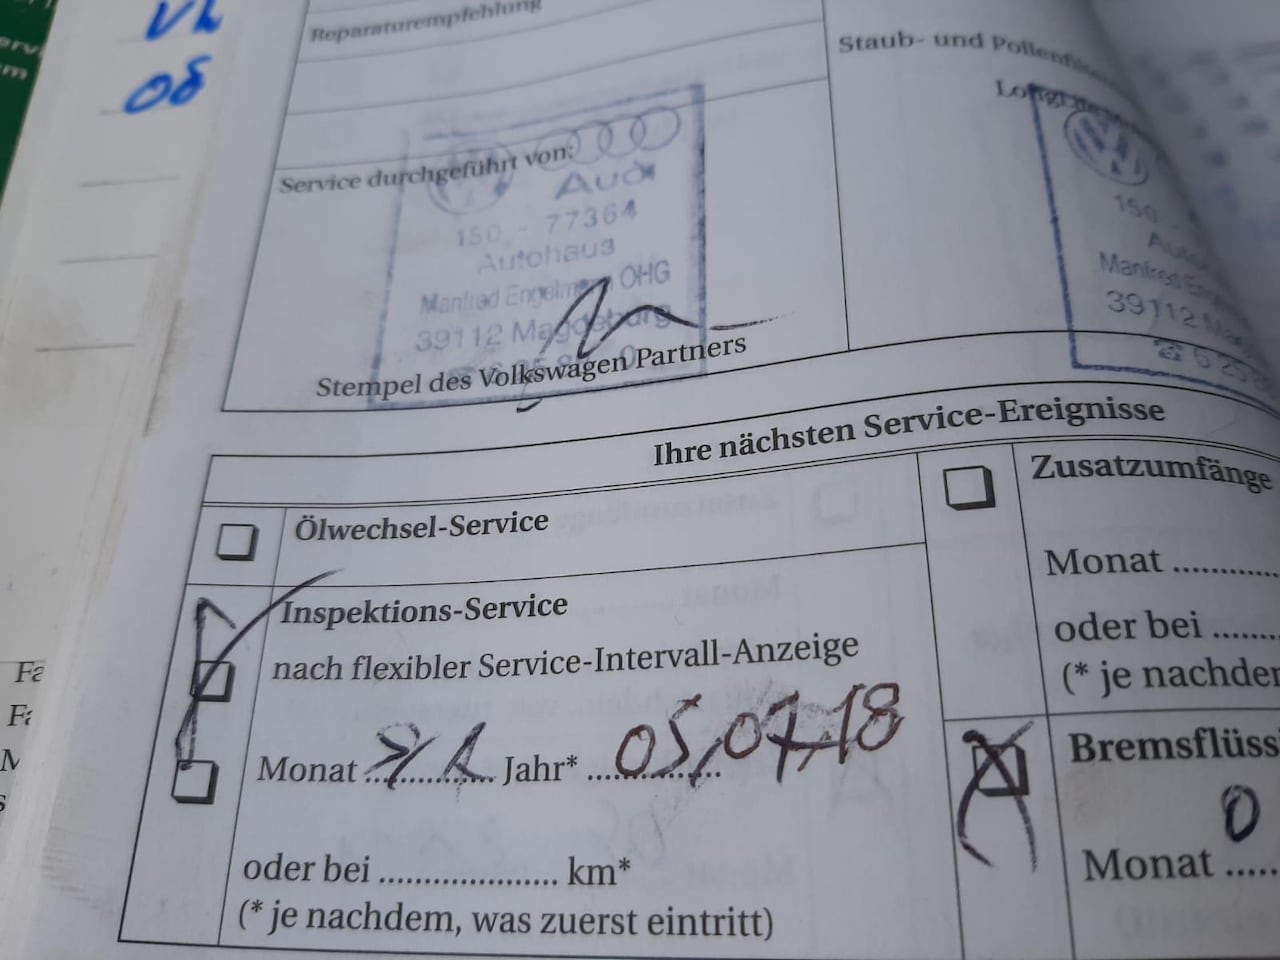 Reparaturempfehlung
Staub- und Pollenfilter
Service durchgeführt von:
Audi
150 - 77364
Autohaus
Manfred Engelmann OHG
39112 Magdeburg
Stempel des Volkswagen Partners
150
Manfred
39112
Ihre nächsten Service-Ereignisse
Ölwechsel-Service
Zusatzumfänge
Inspektions-Service
nach flexibler Service-Intervall-Anzeige
Monat ............... Jahr* 05,04,18
oder bei .................... km*
(* je nachdem, was zuerst eintritt)
Monat ............
oder bei .......
(* je nachdem
Bremsflüssi
0
Monat .....